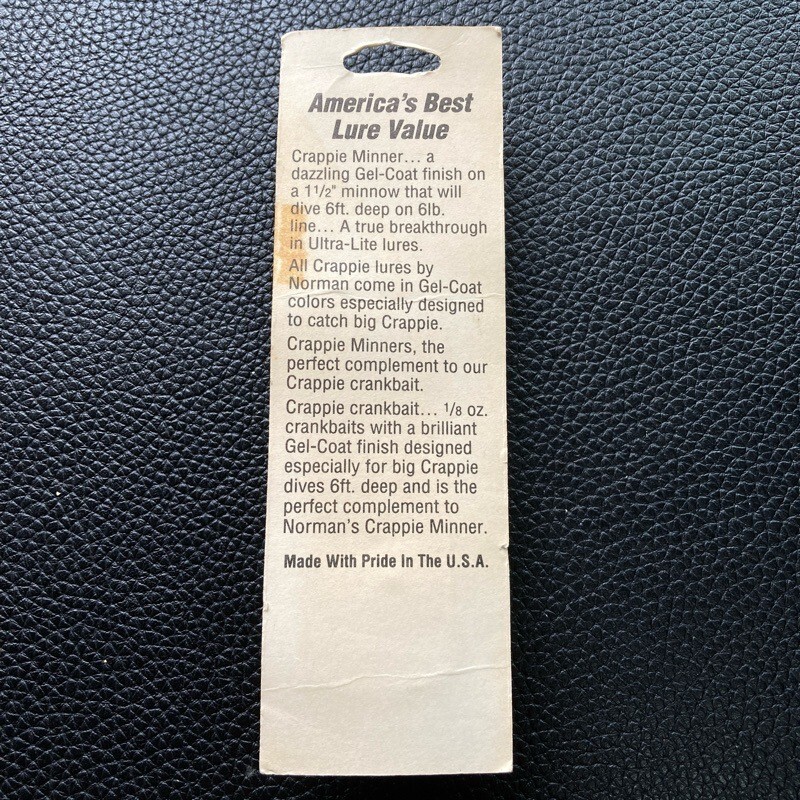 America's Best
Lure Value
Crappie Minner... a
dazzling Gel-Coat finish on
a 1 1/2" minnow that will
dive 6ft. deep on 6lb.
line... A true breakthrough
in Ultra-Lite lures.
All Crappie lures by
Norman come in Gel-Coat
colors especially designed
to catch big Crappie.
Crappie Minners, the
perfect complement to our
Crappie crankbait.
Crappie crankbait... 1/8 oz.
crankbaits with a brilliant
Gel-Coat finish designed
especially for big Crappie
dives 6ft. deep and is the
perfect complement to
Norman's Crappie Minner.
Made With Pride In The U.S.A.